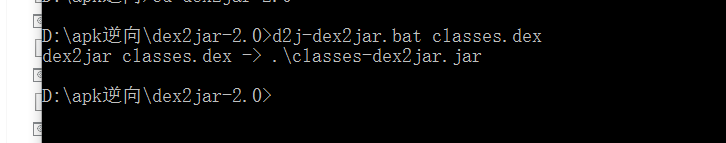 D:\apk逆向\dex2jar-2.0>d2j-dex2jar.bat classes.dex
dex2jar classes.dex -> .\classes-dex2jar.jar
D:\apk逆向\dex2jar-2.0>